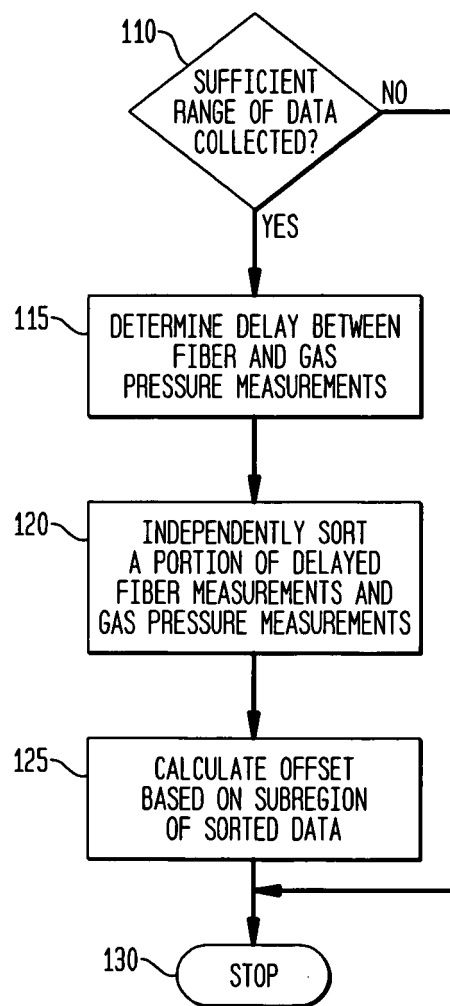 110
SUFFICIENT
RANGE OF DATA
COLLECTED?
NO
YES
115
DETERMINE DELAY BETWEEN
FIBER AND GAS
PRESSURE MEASUREMENTS
120
INDEPENDENTLY SORT
A PORTION OF DELAYED
FIBER MEASUREMENTS AND
GAS PRESSURE MEASUREMENTS
125
CALCULATE OFFSET
BASED ON SUBREGION
OF SORTED DATA
130
STOP